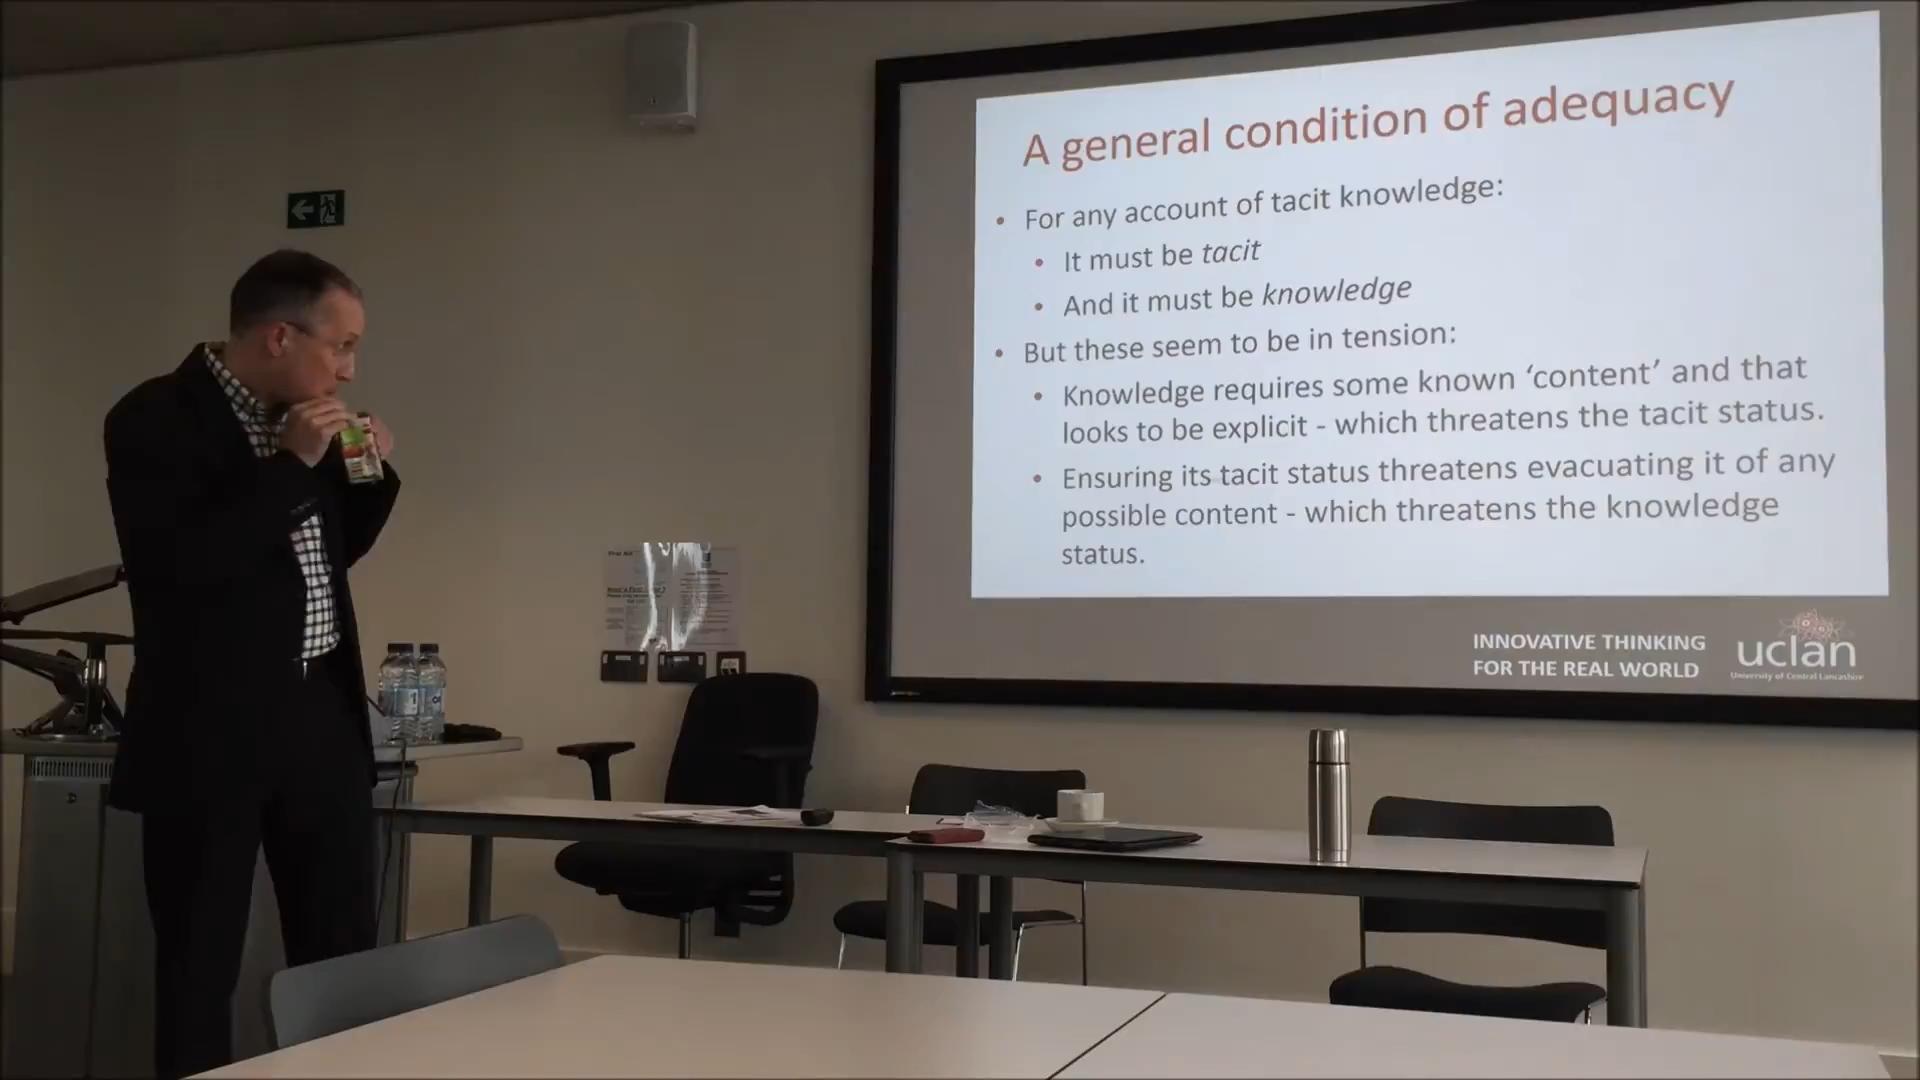 A general condition of adequacy
• For any account of tacit knowledge:
• It must be tacit
• And it must be knowledge
• But these seem to be in tension:
• Knowledge requires some known ‘content’ and that
looks to be explicit - which threatens the tacit status.
• Ensuring its tacit status threatens evacuating it of any
possible content - which threatens the knowledge
status.
INNOVATIVE THINKING
FOR THE REAL WORLD
uclan
University of Central Lancashire
First Aid